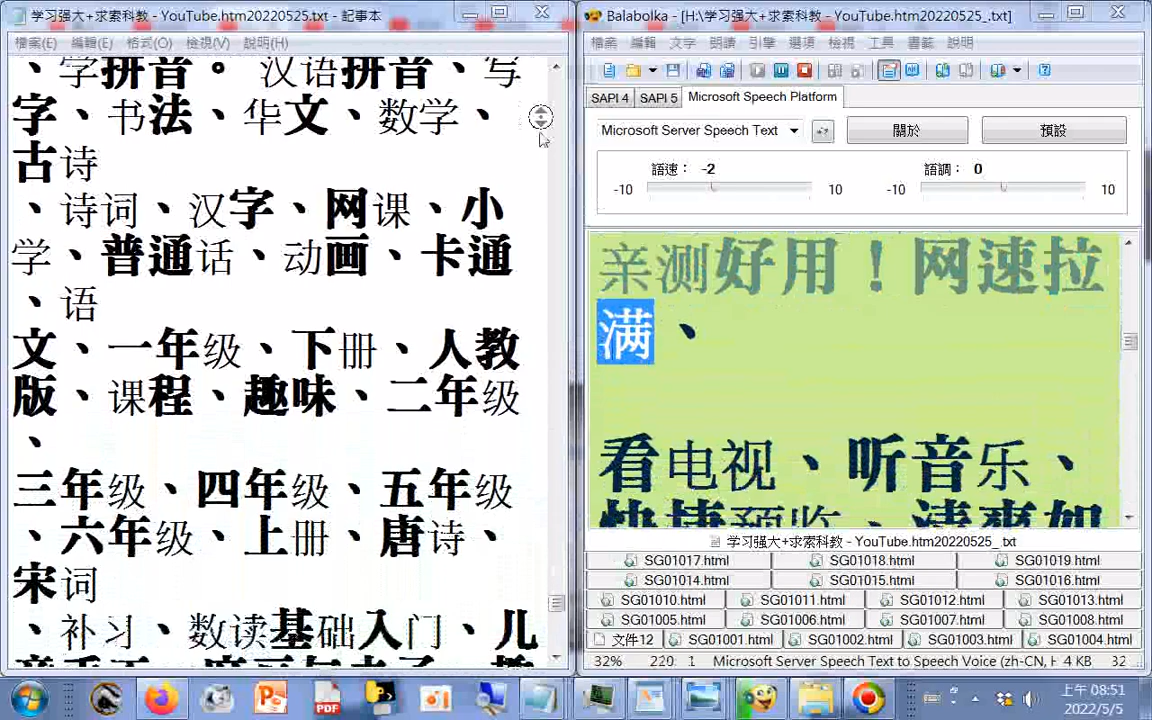 学习强大+求索科教 - YouTube.htm20220525.txt - 記事本
檔案(E) 編輯(E) 格式(O) 檢視(V) 說明(H)
、字拼音。 汉语拼音、写
字、书法、华文、数学、
古诗
、诗词、汉字、网课、小
学、普通话、动画、卡通
、语
文、一年级、下册、人教
版、课程、趣味、二年级
、
三年级、四年级、五年级
、六年级、上册、唐诗、
宋词
、补习、数读基础入门、儿
Balabolka - [H:\学习强大+求索科教 - YouTube.htm20220525_.txt]
檔案 編輯 文字 朗讀 引擎 選項 檢視 工具 書籤 說明
SAPI 4 SAPI 5 Microsoft Speech Platform
Microsoft Server Speech Text 關於 預設
語速： -2 語調： 0
-10 10 -10 10
亲测好用！网速拉
满、
看电视、听音乐、
快捷预览、清爽如
学习强大+求索科教 - YouTube.htm20220525_.txt
SG01017.html SG01018.html SG01019.html
SG01014.html SG01015.html SG01016.html
SG01010.html SG01011.html SG01012.html SG01013.html
SG01005.html SG01006.html SG01007.html SG01008.html
文件12 SG01001.html SG01002.html SG01003.html SG01004.html
32% 220: 1 Microsoft Server Speech Text to Speech Voice (zh-CN, H 4 KB 32
PDF
上午 08:51
2022/5/5